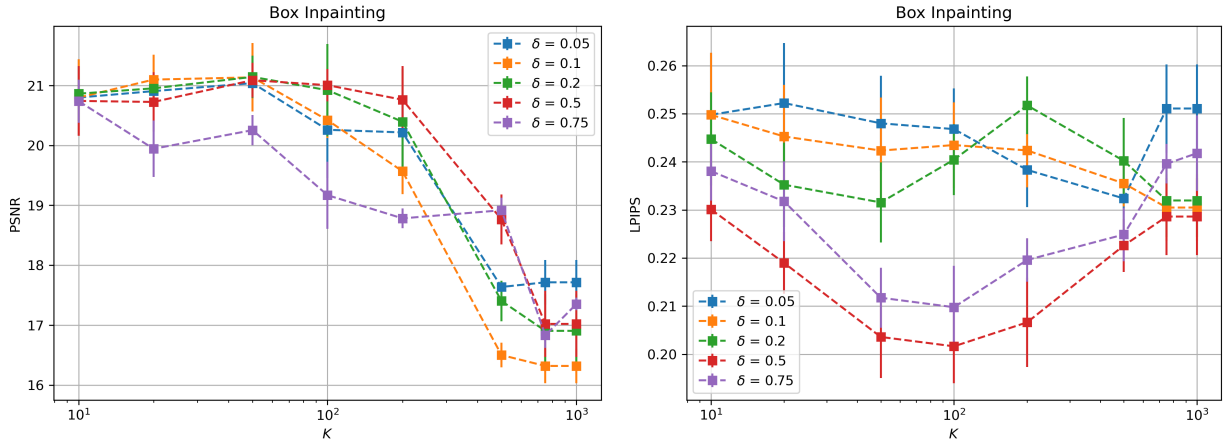 Box Inpainting
PSNR
21
20
19
18
17
16
δ = 0.05
δ = 0.1
δ = 0.2
δ = 0.5
δ = 0.75
10¹
10²
10³
K
Box Inpainting
LPIPS
0.26
0.25
0.24
0.23
0.22
0.21
0.20
δ = 0.05
δ = 0.1
δ = 0.2
δ = 0.5
δ = 0.75
10¹
10²
10³
K